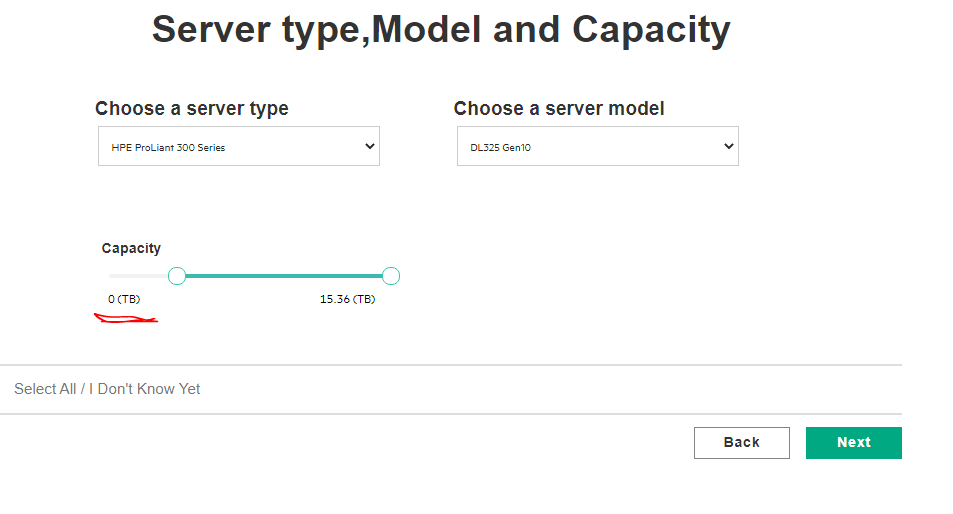 Server type,Model and Capacity
Choose a server type
Choose a server model
HPE ProLiant 300 Series
DL325 Gen10
Capacity
0 (TB)
15.36 (TB)
Select All / I Don't Know Yet
Back
Next